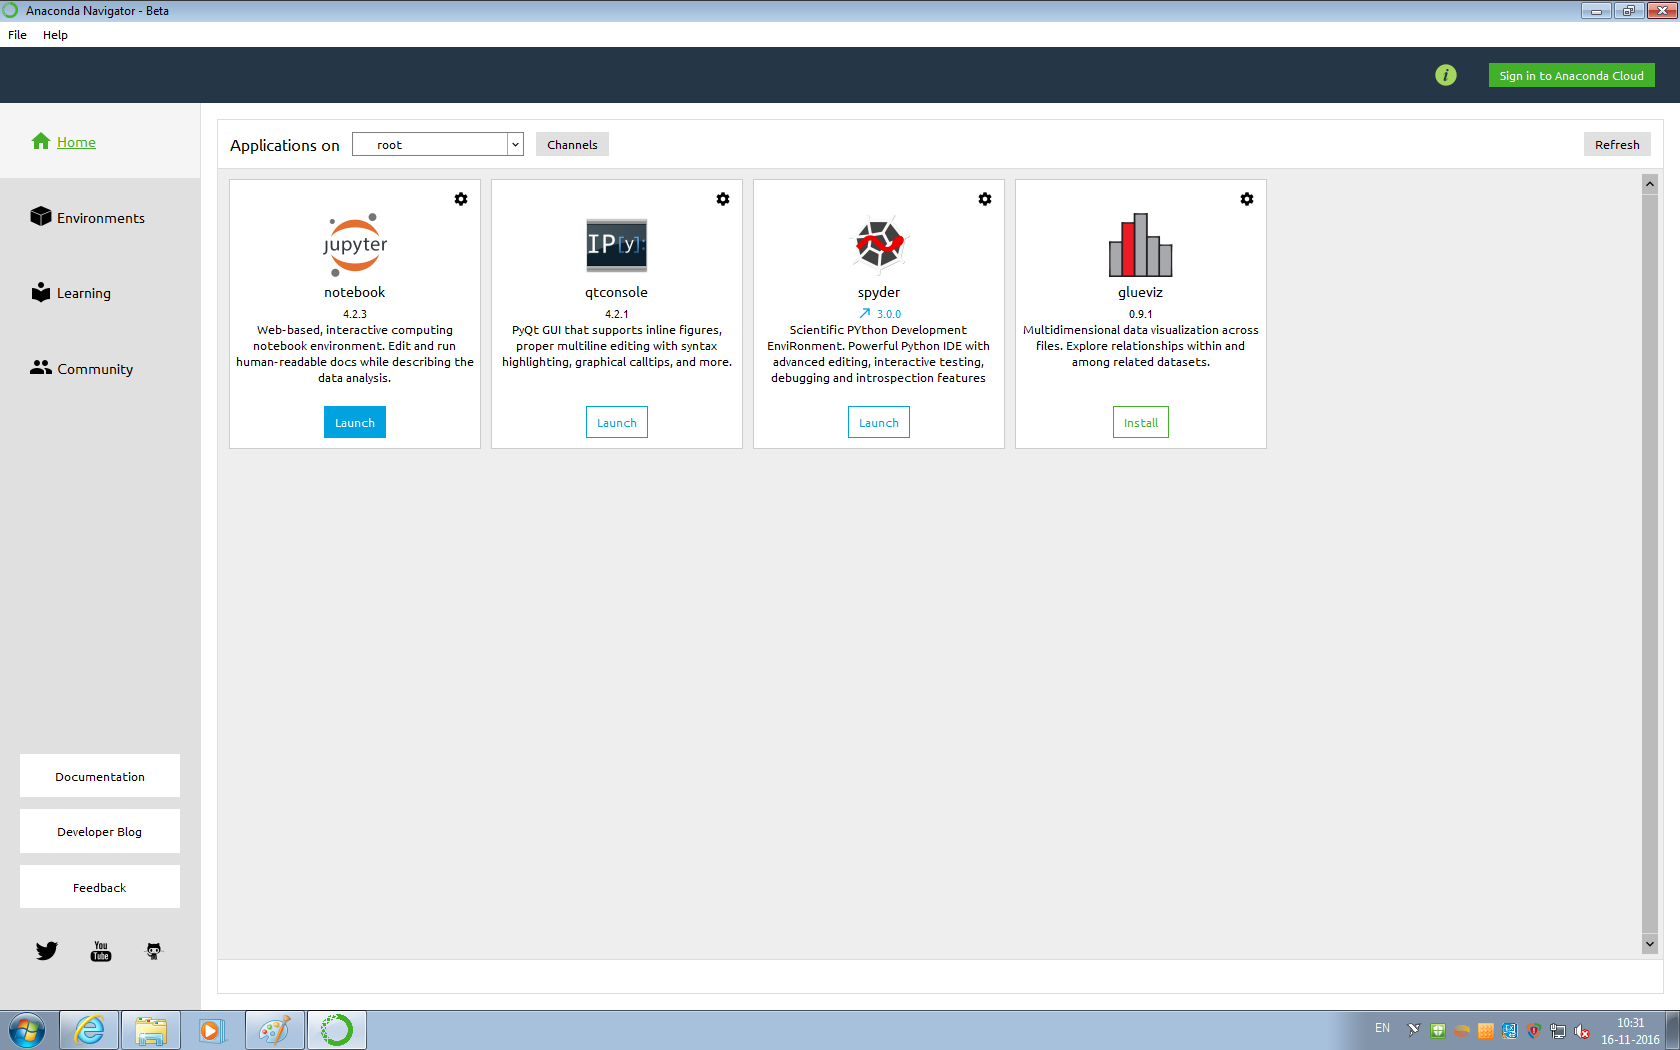 Anaconda Navigator - Beta
File Help
i Sign in to Anaconda Cloud
Home
Environments
Learning
Community
Documentation
Developer Blog
Feedback
You
Tube
Applications on root Channels Refresh
jupyter
notebook
4.2.3
Web-based, interactive computing
notebook environment. Edit and run
human-readable docs while describing the
data analysis.
Launch
IP[y]:
qtconsole
4.2.1
PyQt GUI that supports inline figures,
proper multiline editing with syntax
highlighting, graphical calltips, and more.
Launch
spyder
3.0.0
Scientific PYthon Development
EnviRonment. Powerful Python IDE with
advanced editing, interactive testing,
debugging and introspection features
Launch
glueviz
0.9.1
Multidimensional data visualization across
files. Explore relationships within and
among related datasets.
Install
EN
10:31
16-11-2016